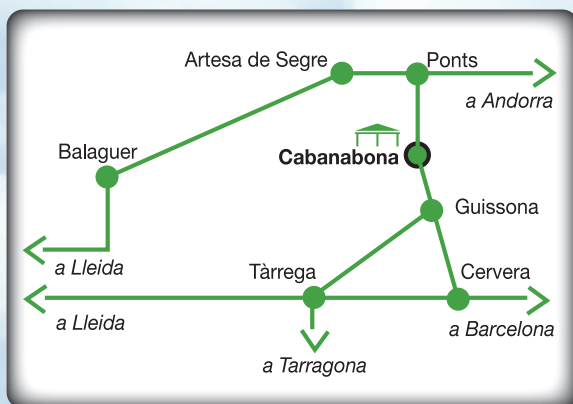 Artesa de Segre
Ponts
a Andorra
Balaguer
Cabanabona
Guissona
a Lleida
Tàrrega
Cervera
a Lleida
a Barcelona
a Tarragona